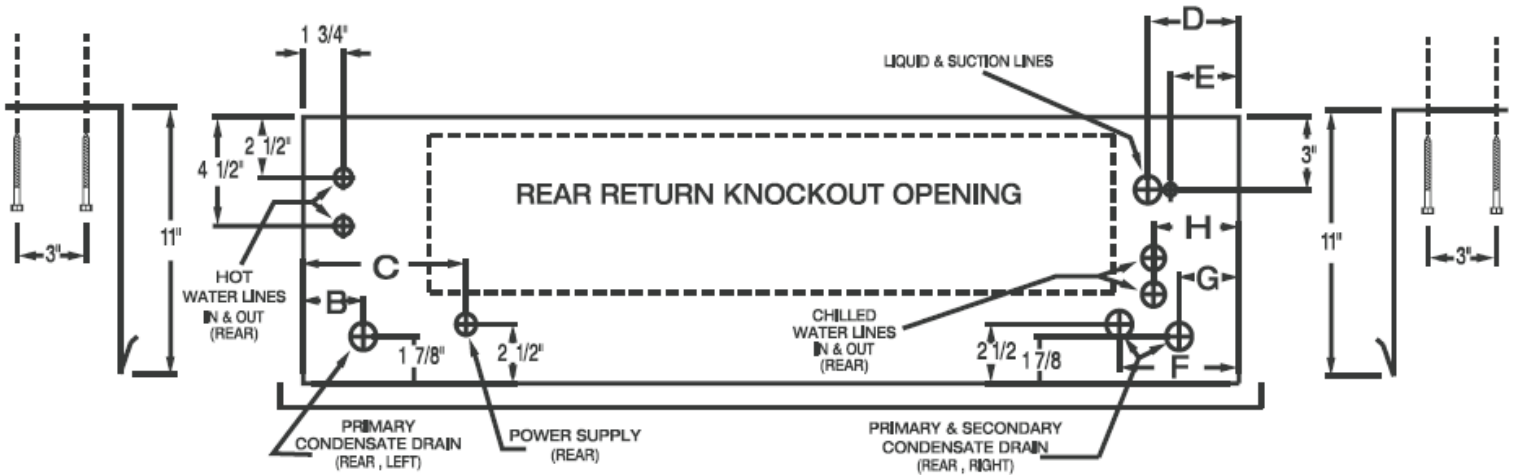 1 3/4"
D
LIQUID & SUCTION LINES
E
2 1/2"
4 1/2"
3"
REAR RETURN KNOCKOUT OPENING
11"
3"
H
11"
3"
C
G
HOT
WATER LINES
IN & OUT
(REAR)
B
CHILLED
WATER LINES
IN & OUT
(REAR)
1 7/8"
2 1/2"
2 1/2
1 7/8
F
PRIMARY
CONDENSATE DRAIN
(REAR , LEFT)
POWER SUPPLY
(REAR)
PRIMARY & SECONDARY
CONDENSATE DRAIN
(REAR , RIGHT)